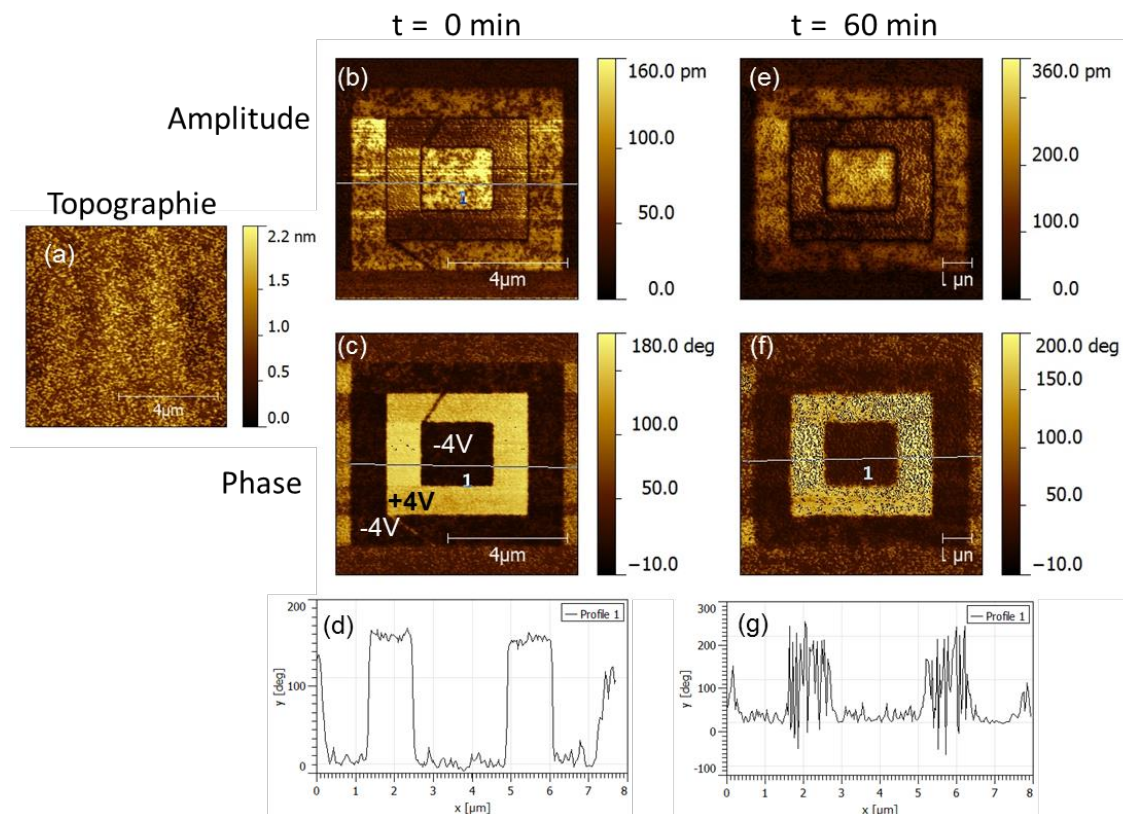 t = 0 min
t = 60 min
Amplitude
(b)
1
4μm
160.0 pm
100.0
50.0
0.0
(e)
360.0 pm
200.0
100.0
0.0
Topographie
(a)
4μm
2.2 nm
1.5
1.0
0.0
Phase
(c)
-4V
1
+4V
-4V
4μm
180.0 deg
100.0
50.0
−10.0
(f)
1
200.0 deg
150.0
100.0
50.0
−10.0
(d)
Profile 1
200
100
0
y [deg]
0 1 2 3 4 5 6 7 8
x [μm]
(g)
Profile 1
300
200
100
0
-100
y [deg]
0 1 2 3 4 5 6 7 8
x [μm]